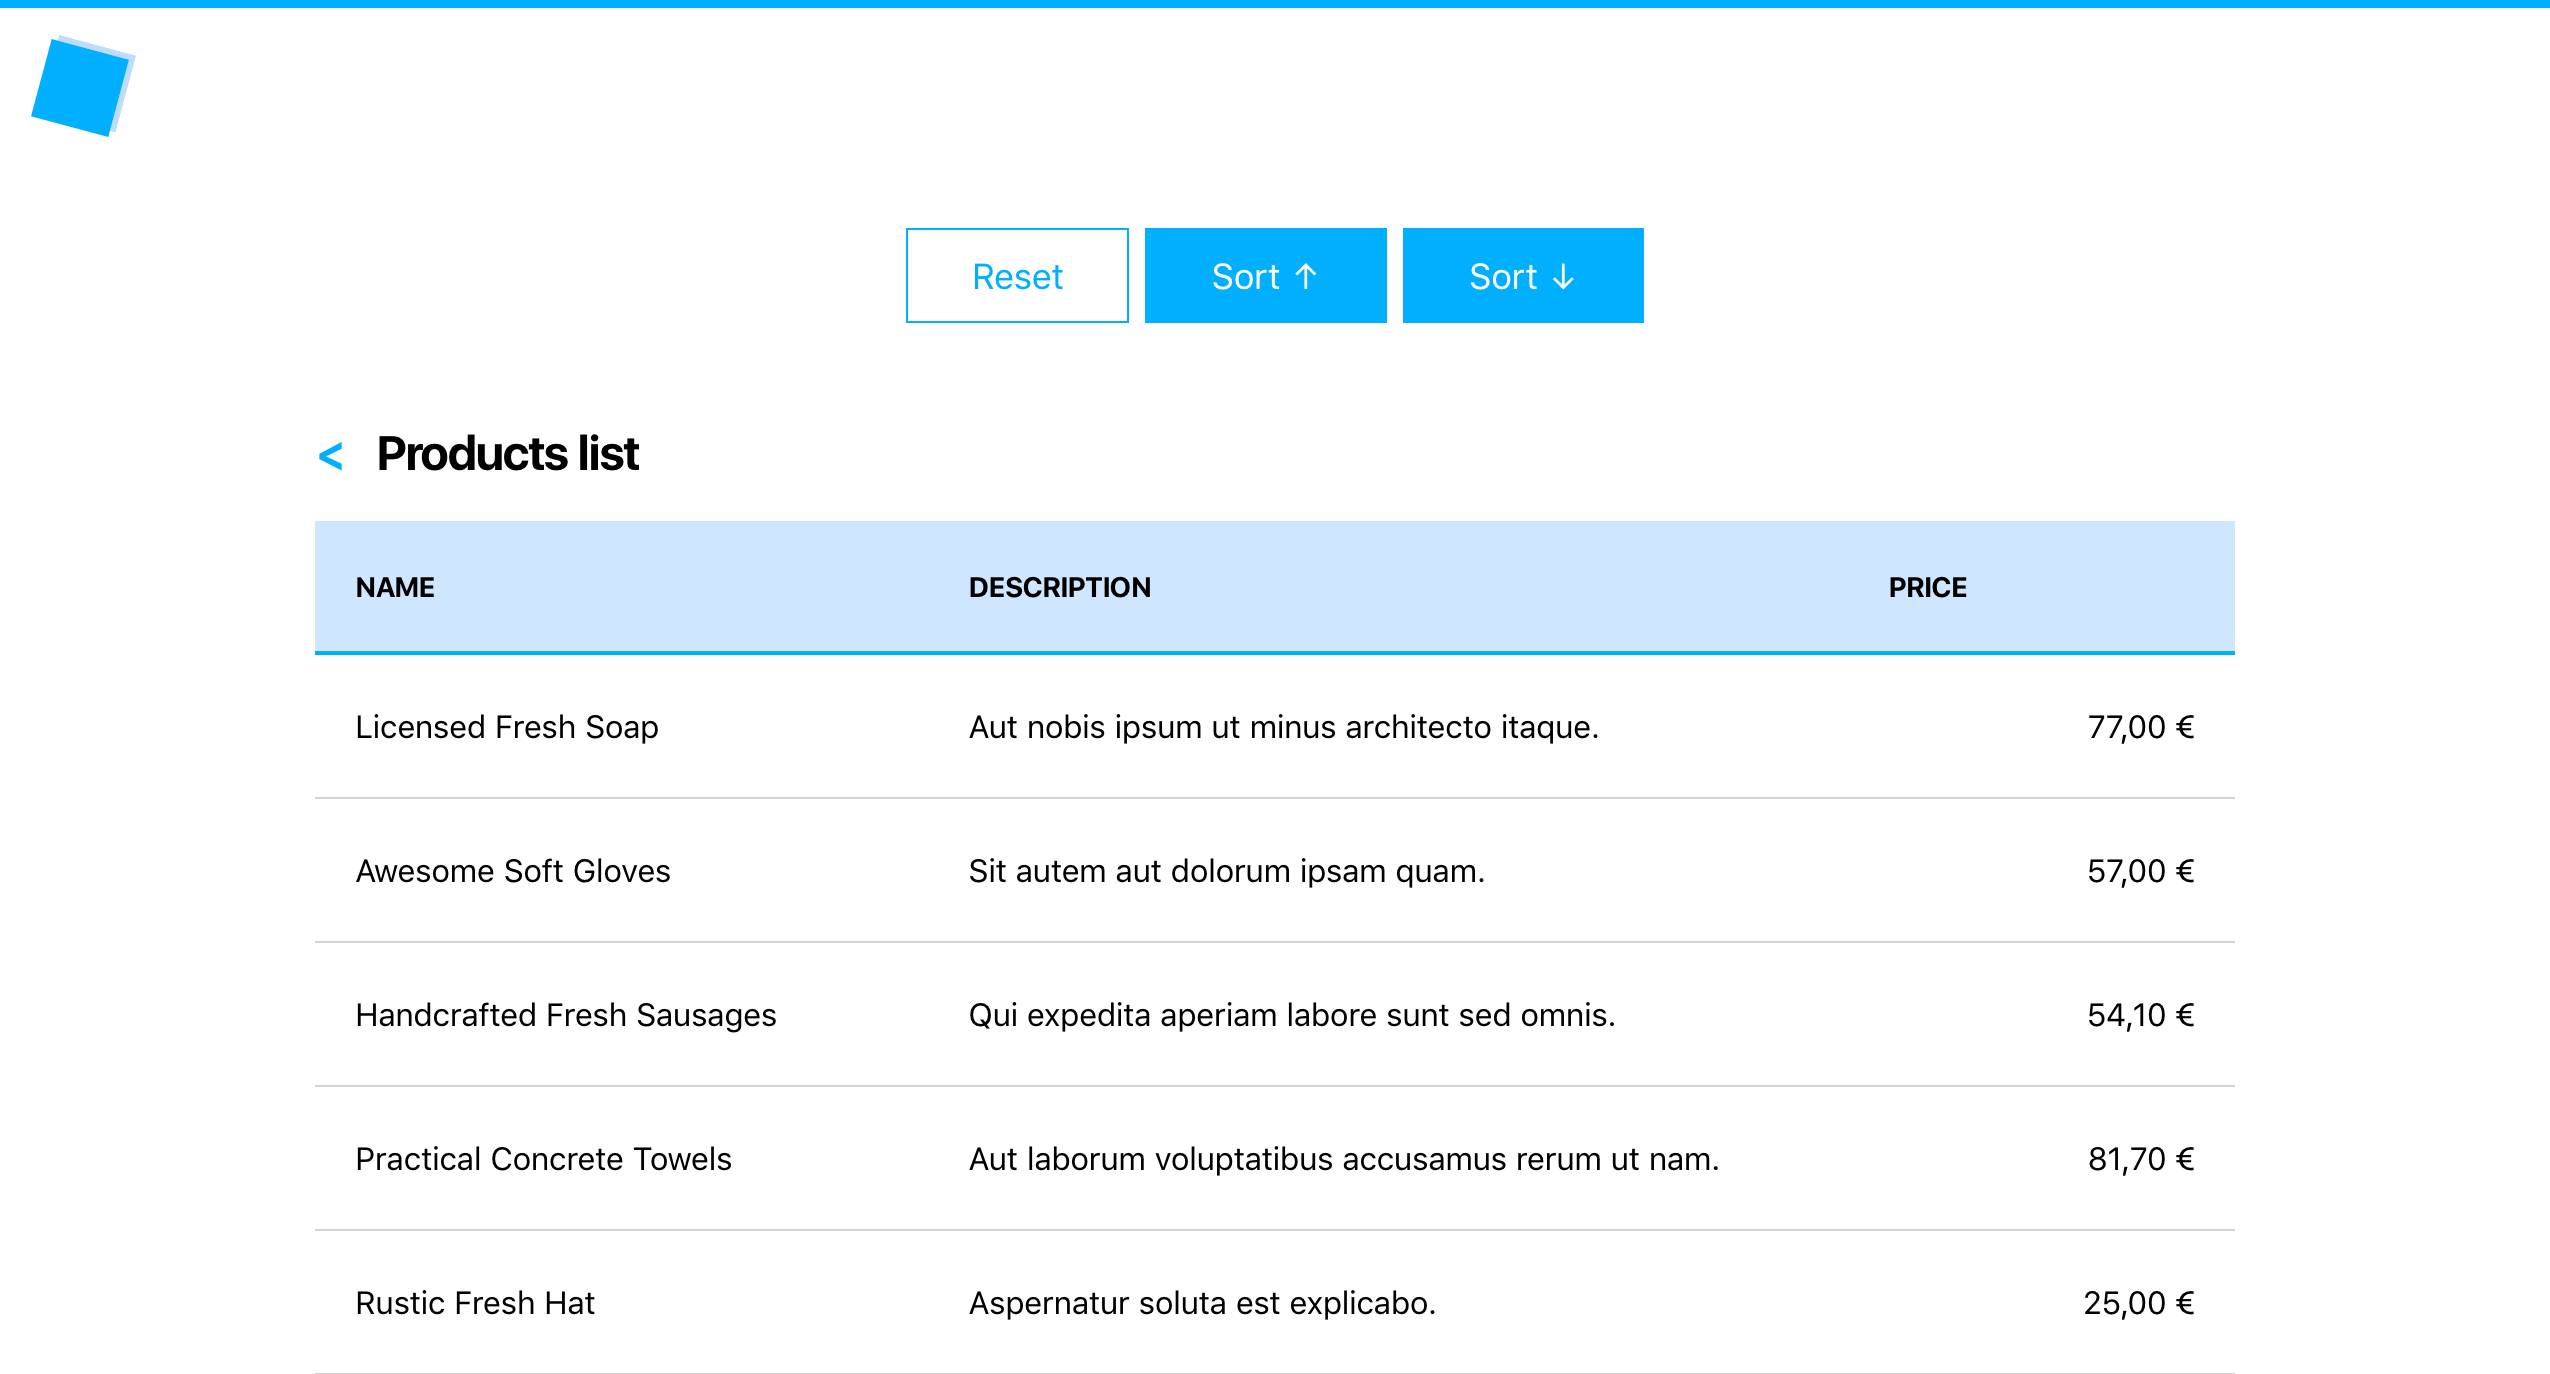 Reset Sort ↑ Sort ↓
< Products list
NAME DESCRIPTION PRICE
Licensed Fresh Soap Aut nobis ipsum ut minus architecto itaque. 77,00 €
Awesome Soft Gloves Sit autem aut dolorum ipsam quam. 57,00 €
Handcrafted Fresh Sausages Qui expedita aperiam labore sunt sed omnis. 54,10 €
Practical Concrete Towels Aut laborum voluptatibus accusamus rerum ut nam. 81,70 €
Rustic Fresh Hat Aspernatur soluta est explicabo. 25,00 €